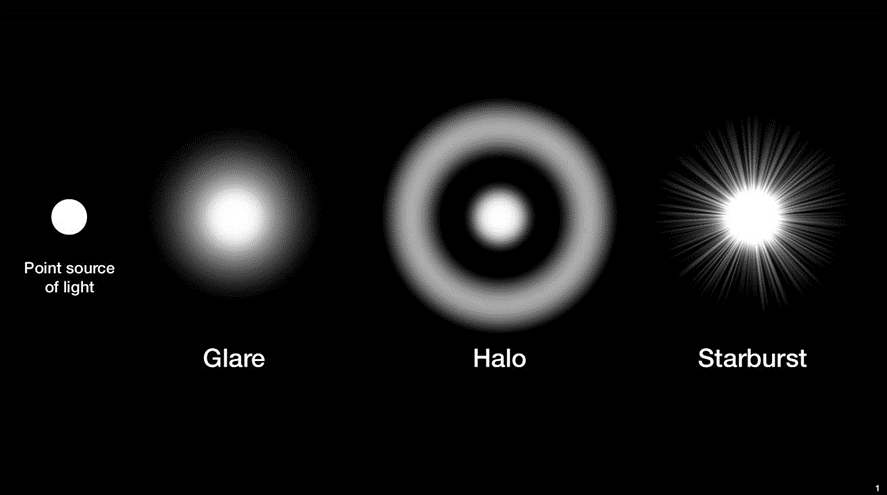 Point source
of light
Glare
Halo
Starburst
1